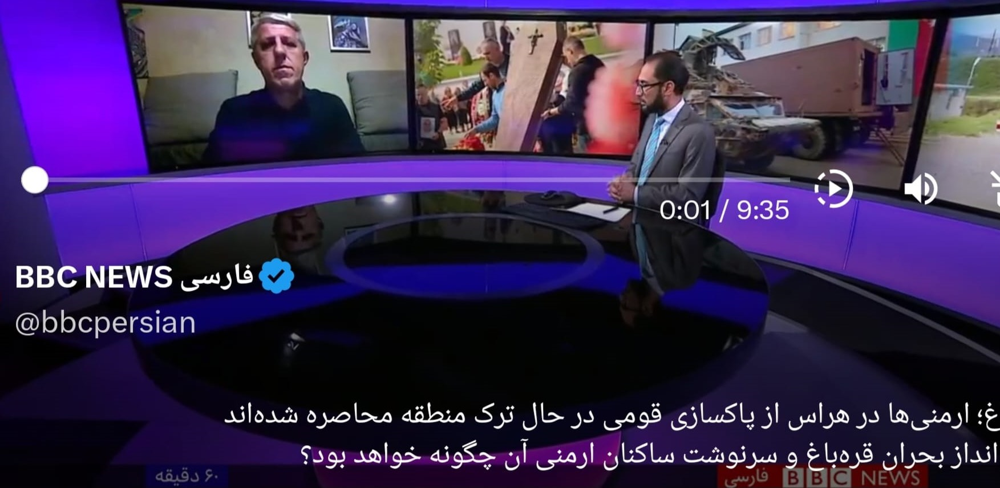 0:01 / 9:35
BBC NEWS فارسی
@bbcpersian
غ؛ ارمنی‌ها در هراس از پاکسازی قومی در حال ترک منطقه محاصره شده‌اند
انداز بحران قره‌باغ و سرنوشت ساکنان ارمنی آن چگونه خواهد بود؟
۶۰ دقیقه
BBC NEWS فارسی